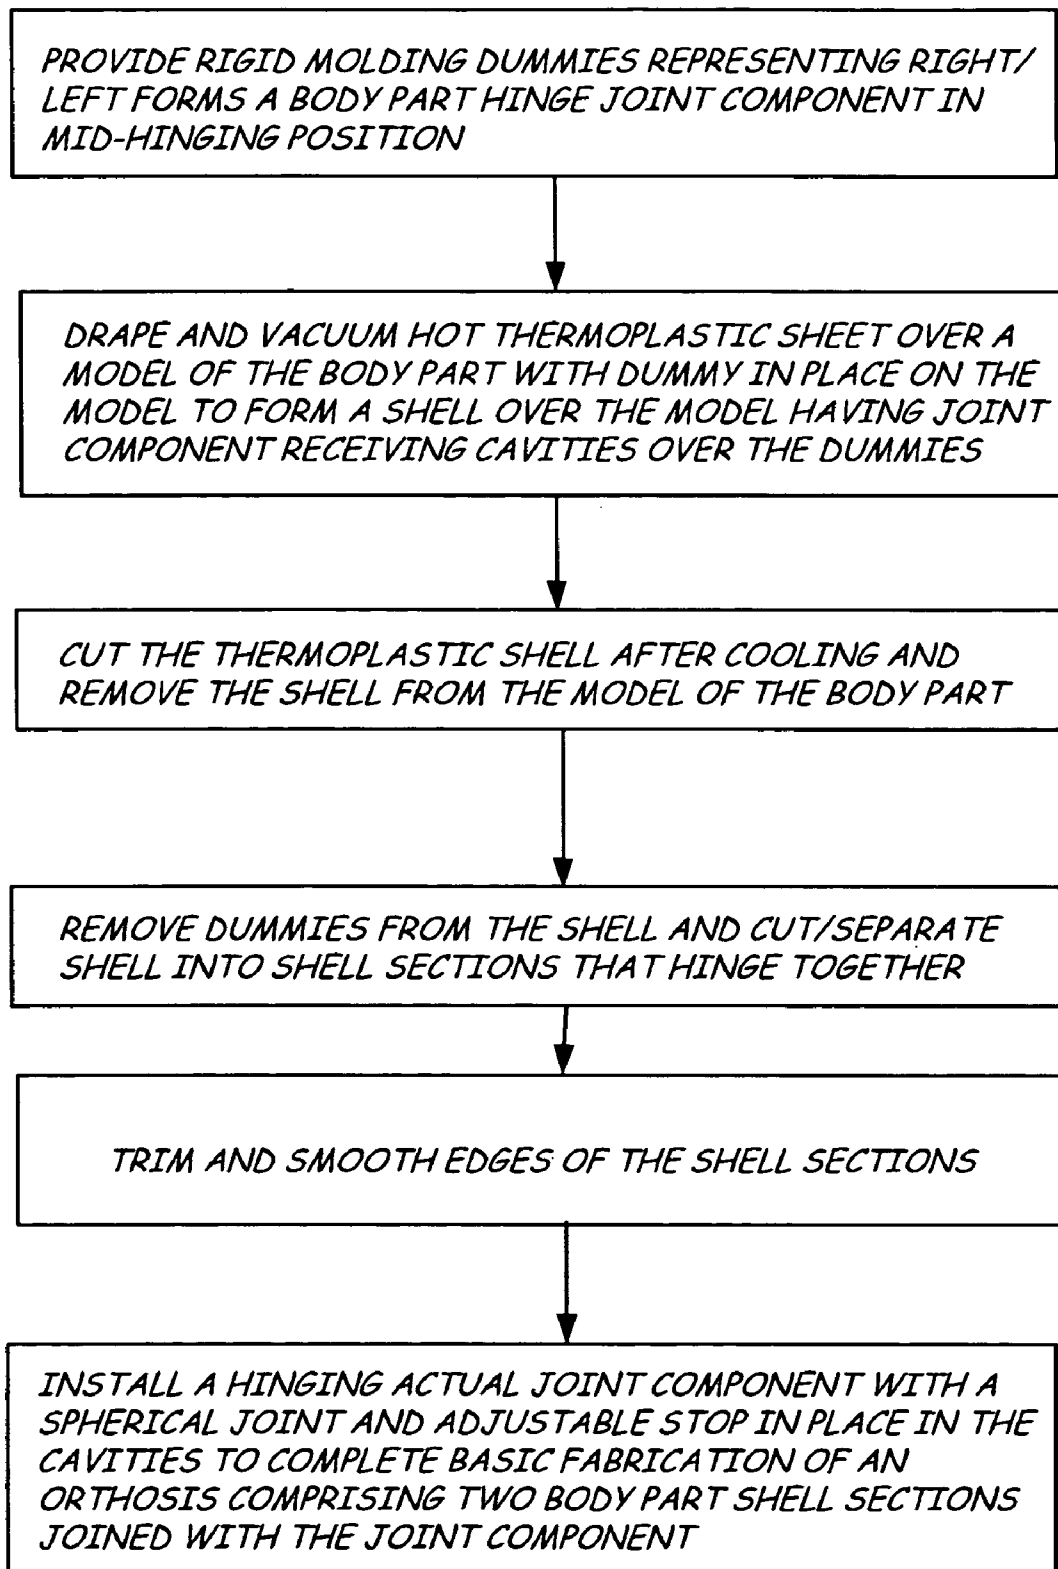 PROVIDE RIGID MOLDING DUMMIES REPRESENTING RIGHT/
LEFT FORMS A BODY PART HINGE JOINT COMPONENT IN
MID-HINGING POSITION
DRAPE AND VACUUM HOT THERMOPLASTIC SHEET OVER A
MODEL OF THE BODY PART WITH DUMMY IN PLACE ON THE
MODEL TO FORM A SHELL OVER THE MODEL HAVING JOINT
COMPONENT RECEIVING CAVITIES OVER THE DUMMIES
CUT THE THERMOPLASTIC SHELL AFTER COOLING AND
REMOVE THE SHELL FROM THE MODEL OF THE BODY PART
REMOVE DUMMIES FROM THE SHELL AND CUT/SEPARATE
SHELL INTO SHELL SECTIONS THAT HINGE TOGETHER
TRIM AND SMOOTH EDGES OF THE SHELL SECTIONS
INSTALL A HINGING ACTUAL JOINT COMPONENT WITH A
SPHERICAL JOINT AND ADJUSTABLE STOP IN PLACE IN THE
CAVITIES TO COMPLETE BASIC FABRICATION OF AN
ORTHOSIS COMPRISING TWO BODY PART SHELL SECTIONS
JOINED WITH THE JOINT COMPONENT